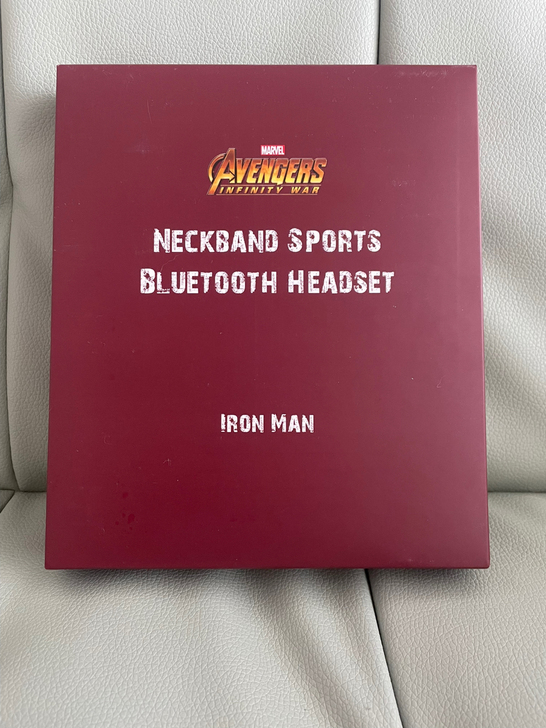 MARVEL
AVENGERS
INFINITY WAR
NECKBAND SPORTS
BLUETOOTH HEADSET
IRON MAN